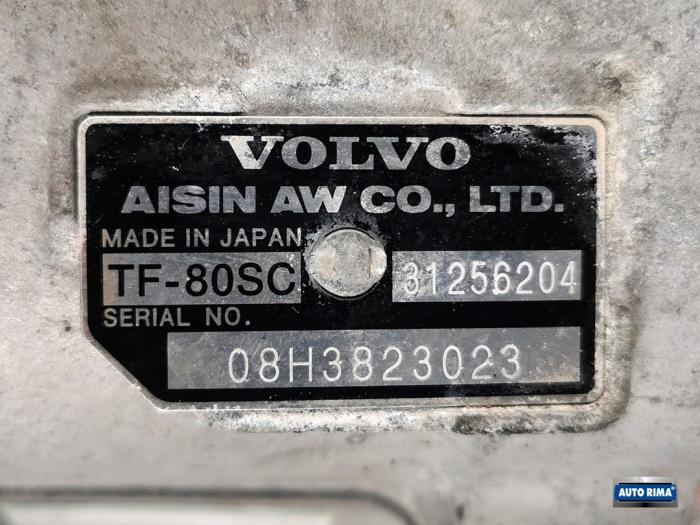 VOLVO
AISIN AW CO., LTD.
MADE IN JAPAN
TF-80SC 31256204
SERIAL NO.
08H3823023
AUTO RIMA